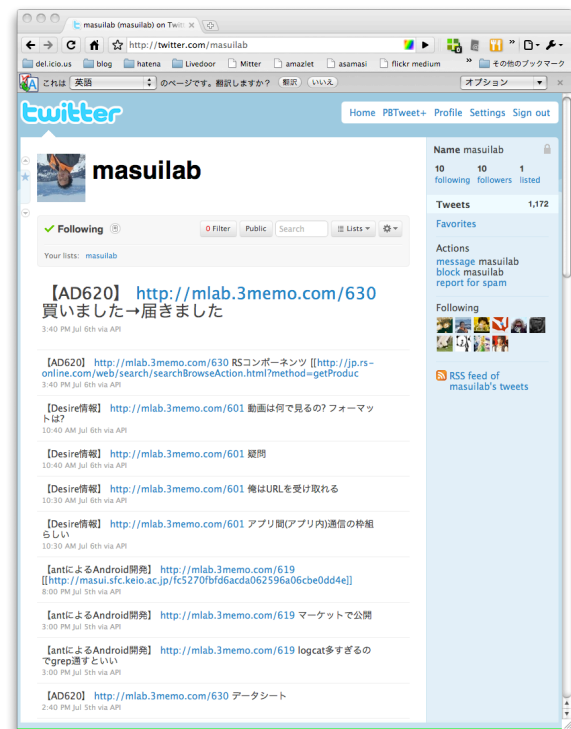 masuilab (masuilab) on Twit
hatena
http://twitter.com/masuilab
del.icio.us blog hatena Livedoor Mitter amazlet asamasi flickr medium » その他のブックマーク
これは 英語 のページです。翻訳しますか? 翻訳 いいえ オプション
twitter
Home PBTweet+ Profile Settings Sign out
masuilab
Following
0 Filter Public Search Lists
Your lists: masuilab
【AD620】 http://mlab.3memo.com/630
買いました→届きました
3:40 PM Jul 6th via API
【AD620】 http://mlab.3memo.com/630 RSコンポーネンツ [[http://jp.rs-
online.com/web/search/searchBrowseAction.html?method=getProduc
3:40 PM Jul 6th via API
【Desire情報】 http://mlab.3memo.com/601 動画は何で見るの? フォーマッ
トは?
10:40 AM Jul 6th via API
【Desire情報】 http://mlab.3memo.com/601 疑問
10:40 AM Jul 6th via API
【Desire情報】 http://mlab.3memo.com/601 俺はURLを受け取れる
10:30 AM Jul 6th via API
【Desire情報】 http://mlab.3memo.com/601 アプリ間(アプリ内)通信の枠組
らしい
10:30 AM Jul 6th via API
【antによるAndroid開発】 http://mlab.3memo.com/619
[[http://masui.sfc.keio.ac.jp/fc5270fbfd6acda062596a06cbe0dd4e]]
8:00 PM Jul 5th via API
【antによるAndroid開発】 http://mlab.3memo.com/619 マーケットで公開
3:00 PM Jul 5th via API
【antによるAndroid開発】 http://mlab.3memo.com/619 logcat多すぎるの
でgrep通すといい
3:00 PM Jul 5th via API
【AD620】 http://mlab.3memo.com/630 データシート
2:40 PM Jul 5th via API
Name masuilab
10 10 1
following followers listed
Tweets 1,172
Favorites
Actions
message masuilab
block masuilab
report for spam
Following
RSS feed of
masuilab's tweets